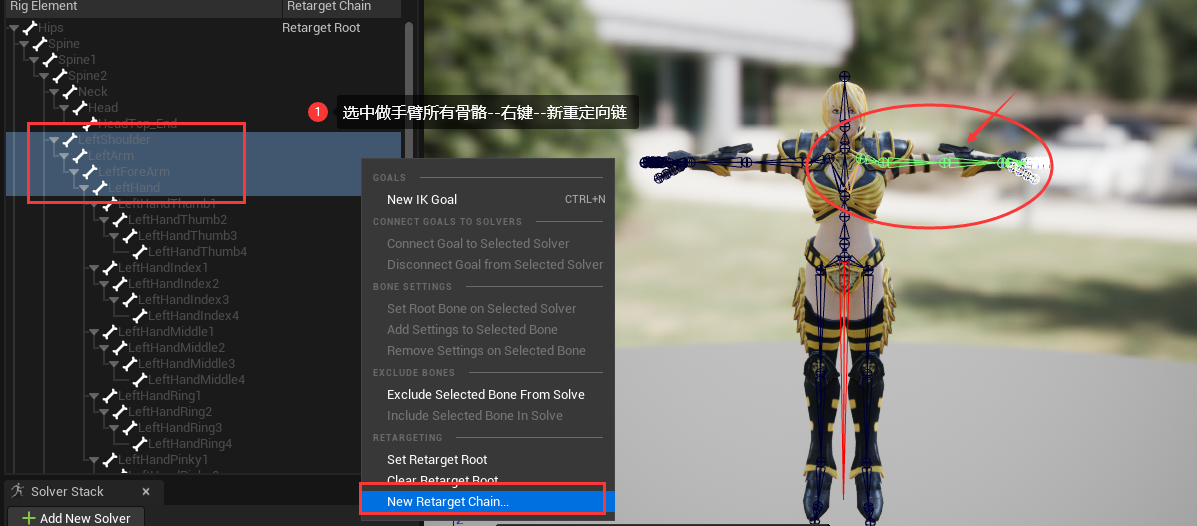 Rig Element
Retarget Chain
Hips
Retarget Root
Spine
Spine1
Spine2
Neck
Head
HeadTop_End
LeftShoulder
LeftArm
LeftForeArm
LeftHand
LeftHandThumb1
LeftHandThumb2
LeftHandThumb3
LeftHandThumb4
LeftHandIndex1
LeftHandIndex2
LeftHandIndex3
LeftHandIndex4
LeftHandMiddle1
LeftHandMiddle2
LeftHandMiddle3
LeftHandMiddle4
LeftHandRing1
LeftHandRing2
LeftHandRing3
LeftHandRing4
LeftHandPinky1
Solver Stack
Add New Solver
1 选中做手臂所有骨骼--右键--新重定向链
GOALS
New IK Goal CTRL+N
CONNECT GOALS TO SOLVERS
Connect Goal to Selected Solver
Disconnect Goal from Selected Solver
BONE SETTINGS
Set Root Bone on Selected Solver
Add Settings to Selected Bone
Remove Settings on Selected Bone
EXCLUDE BONES
Exclude Selected Bone From Solve
Include Selected Bone In Solve
RETARGETING
Set Retarget Root
Clear Retarget Root
New Retarget Chain...